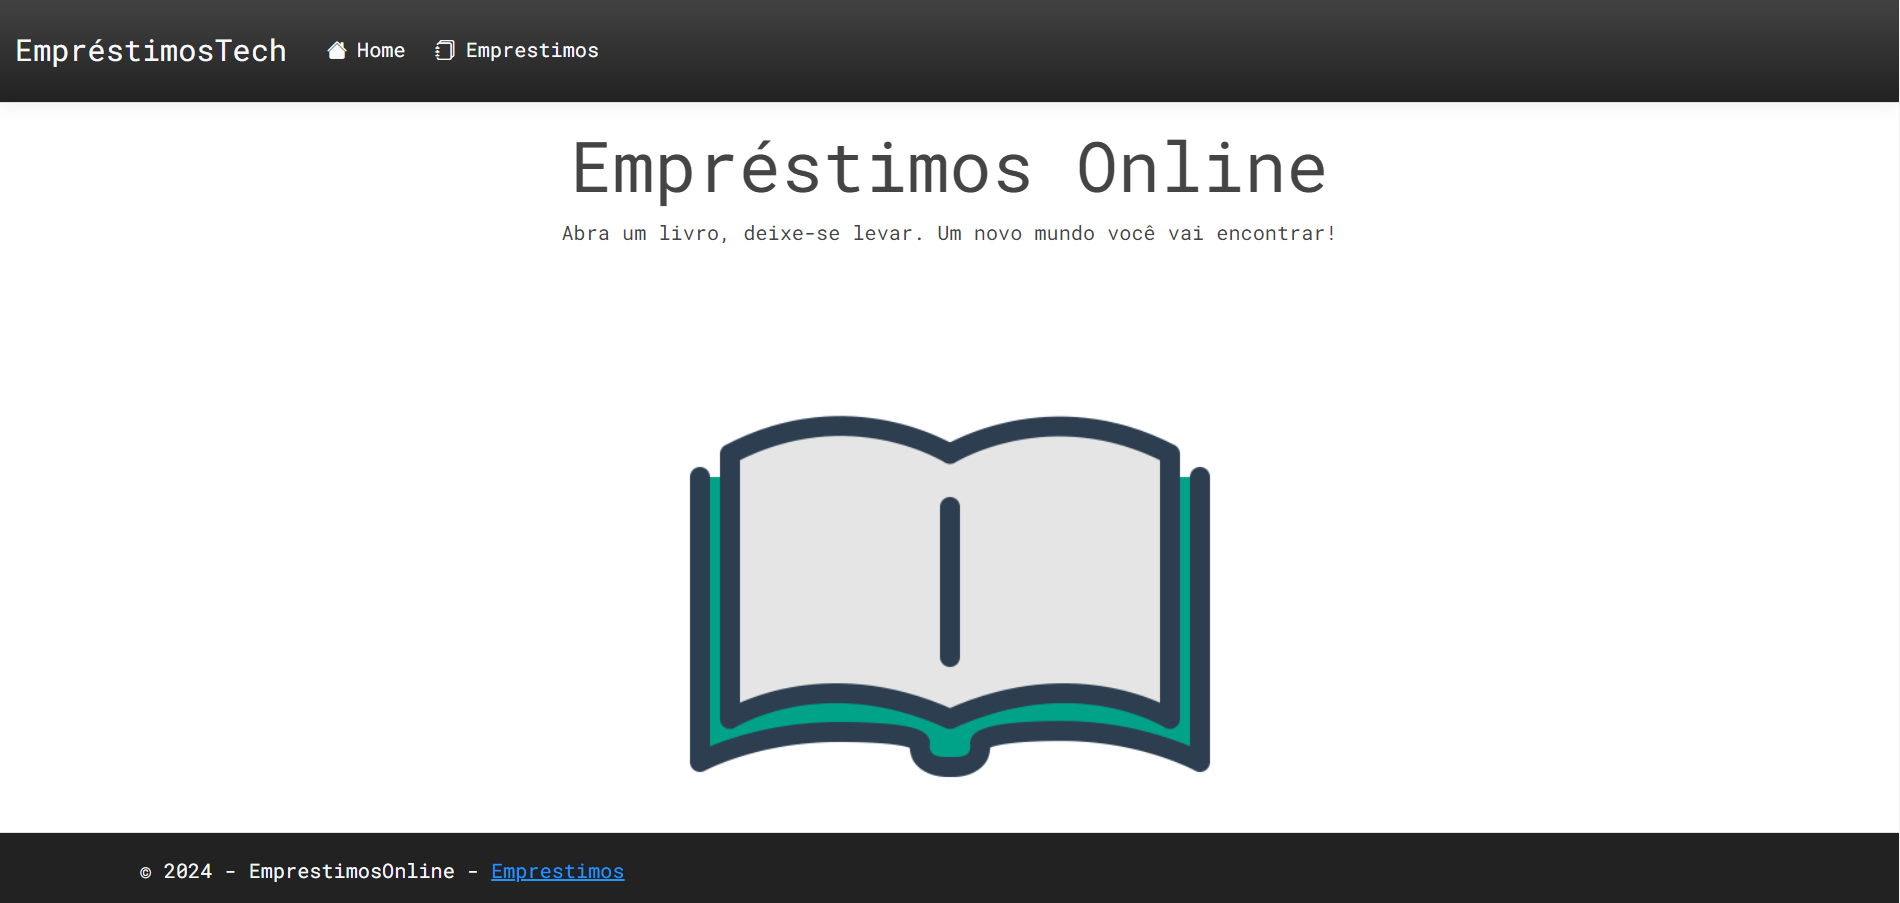 EmpréstimosTech Home Emprestimos
Empréstimos Online
Abra um livro, deixe-se levar. Um novo mundo você vai encontrar!
© 2024 - EmprestimosOnline - Emprestimos